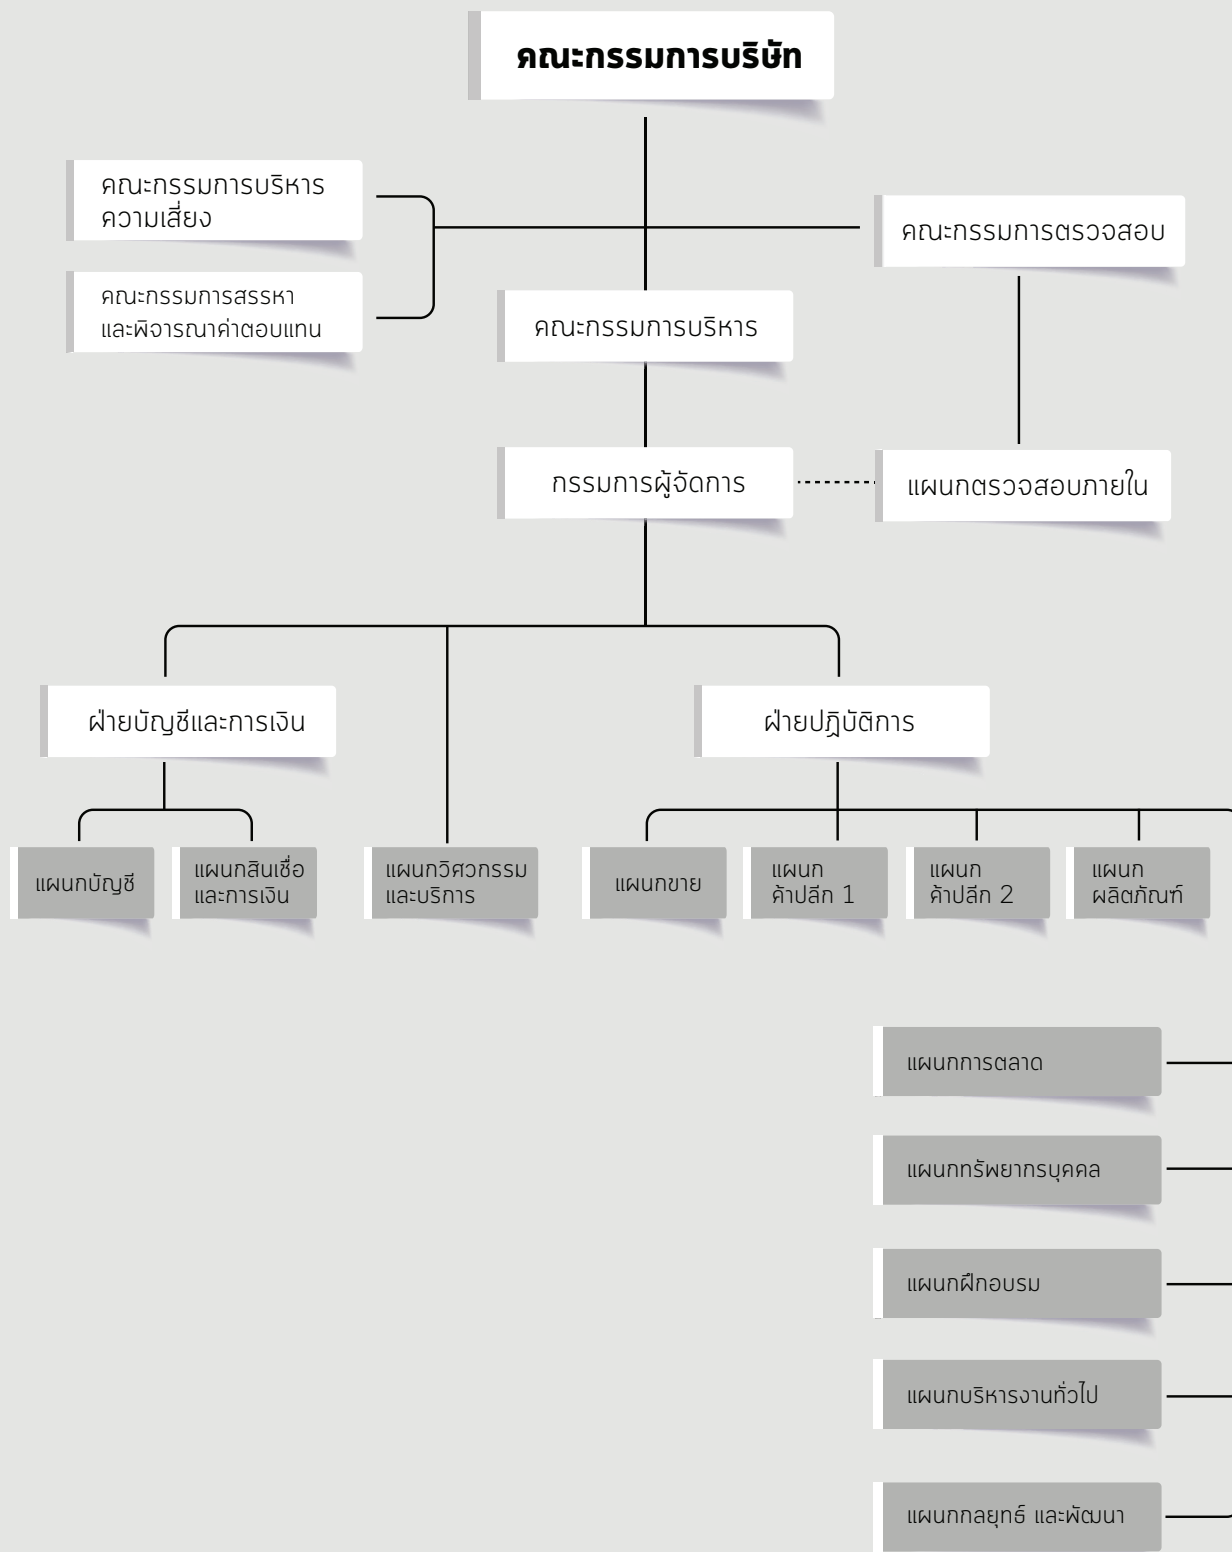 คณะกรรมการบริษัท
คณะกรรมการบริหาร
ความเสี่ยง
คณะกรรมการตรวจสอบ
คณะกรรมการสรรหา
และพิจารณาค่าตอบแทน
คณะกรรมการบริหาร
กรรมการผู้จัดการ
แผนกตรวจสอบภายใน
ฝ่ายบัญชีและการเงิน
ฝ่ายปฏิบัติการ
แผนกบัญชี
แผนกสินเชื่อ
และการเงิน
แผนกวิศวกรรม
และบริการ
แผนกขาย
แผนก
ค้าปลีก 1
แผนก
ค้าปลีก 2
แผนก
ผลิตภัณฑ์
แผนกการตลาด
แผนกทรัพยากรบุคคล
แผนกฝึกอบรม
แผนกบริหารงานทั่วไป
แผนกกลยุทธ์ และพัฒนา